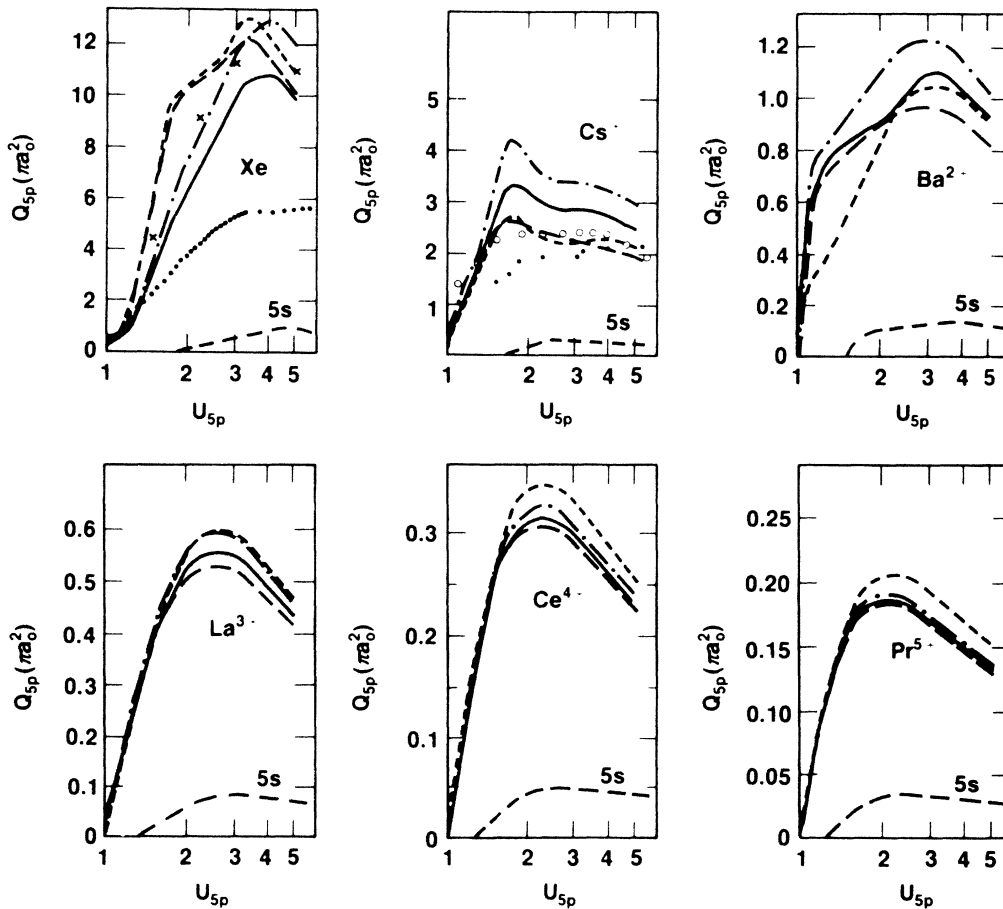 12
10
8
6
4
2
0
Q₅ₚ(πa₀²)
Xe
5s
1 2 3 4 5
U₅ₚ
5
4
3
2
1
Q₅ₚ(πa₀²)
Cs⁺
5s
1 2 3 4 5
U₅ₚ
1.2
1.0
0.8
0.6
0.4
0.2
0
Q₅ₚ(πa₀²)
Ba²⁺
5s
1 2 3 4 5
U₅ₚ
0.6
0.5
0.4
0.3
0.2
0.1
0
Q₅ₚ(πa₀²)
La³⁺
5s
1 2 3 4 5
U₅ₚ
0.3
0.2
0.1
0
Q₅ₚ(πa₀²)
Ce⁴⁺
5s
1 2 3 4 5
U₅ₚ
0.25
0.20
0.15
0.10
0.05
0
Q₅ₚ(πa₀²)
Pr⁵⁺
5s
1 2 3 4 5
U₅ₚ